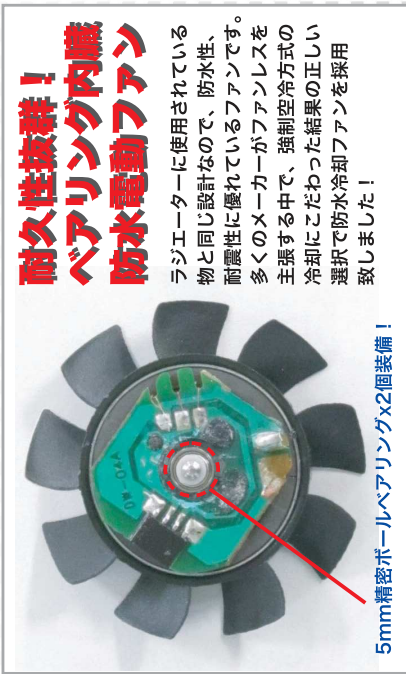 耐久性抜群！
ベアリング内臓
防水電動ファン
ラジエーターに使用されている
物と同じ設計なので、防水性、
耐震性に優れているファンです。
多くのメーカーがファンレスを
主張する中で、強制空冷方式の
冷却にこだわった結果の正しい
選択で防水冷却ファンを採用
致しました！
DW-04A
5mm精密ボールベアリングx2個装備！